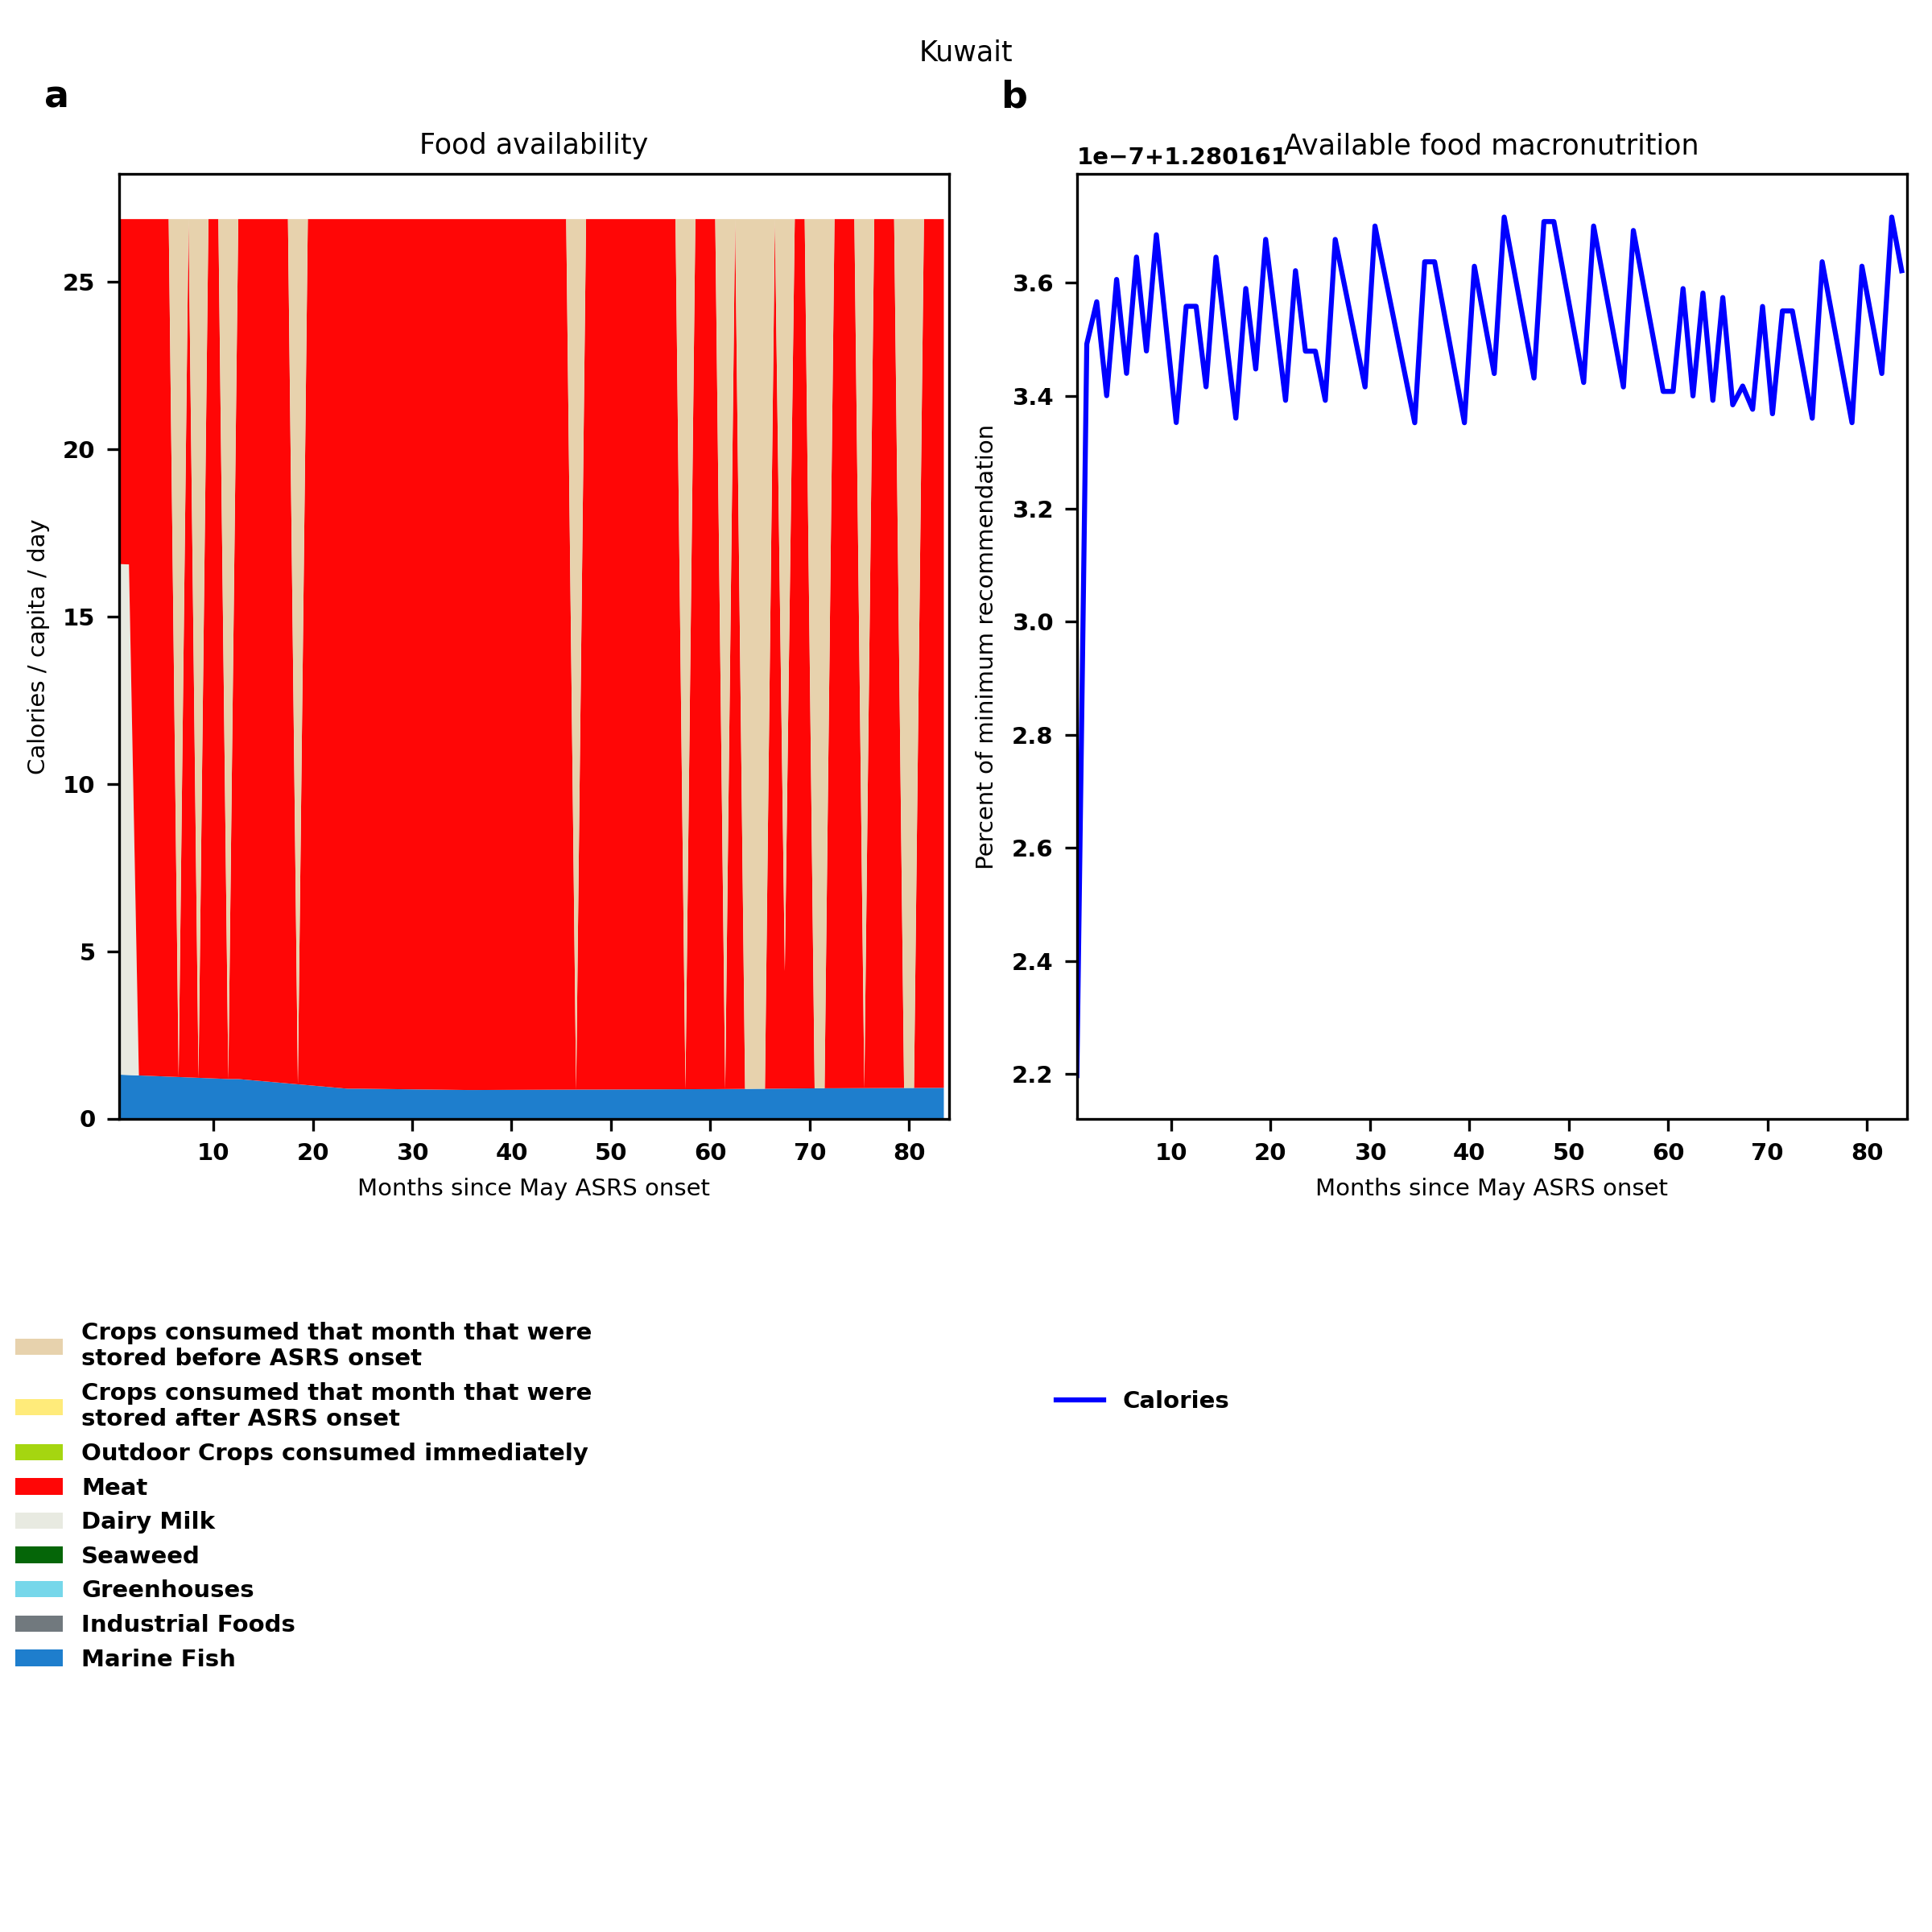 Kuwait
a
Food availability
Calories / capita / day
25
20
15
10
5
0
10 20 30 40 50 60 70 80
Months since May ASRS onset
b
1e−7+1.280161
Available food macronutrition
Percent of minimum recommendation
3.6
3.4
3.2
3.0
2.8
2.6
2.4
2.2
10 20 30 40 50 60 70 80
Months since May ASRS onset
Crops consumed that month that were
stored before ASRS onset
Crops consumed that month that were
stored after ASRS onset
Outdoor Crops consumed immediately
Meat
Dairy Milk
Seaweed
Greenhouses
Industrial Foods
Marine Fish
Calories